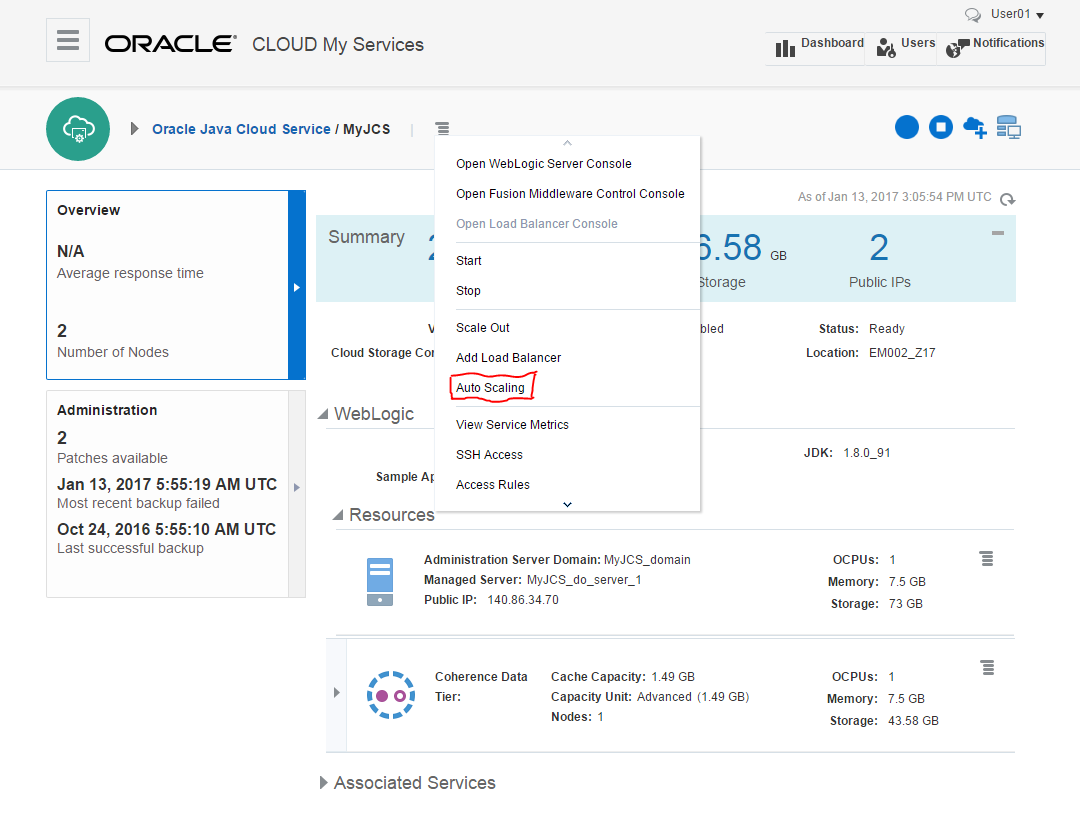 User01
ORACLE® CLOUD My Services
Dashboard Users Notifications
Oracle Java Cloud Service / MyJCS
Open WebLogic Server Console
Open Fusion Middleware Control Console
Open Load Balancer Console
Start
Stop
Scale Out
Add Load Balancer
Auto Scaling
View Service Metrics
SSH Access
Access Rules
Overview
N/A
Average response time
2
Number of Nodes
Administration
2
Patches available
Jan 13, 2017 5:55:19 AM UTC
Most recent backup failed
Oct 24, 2016 5:55:10 AM UTC
Last successful backup
As of Jan 13, 2017 3:05:54 PM UTC
Summary
6.58 GB
Storage
2
Public IPs
Status: Ready
Cloud Storage
Location: EM002_Z17
WebLogic
JDK: 1.8.0_91
Sample
Resources
Administration Server Domain: MyJCS_domain
Managed Server: MyJCS_do_server_1
Public IP: 140.86.34.70
OCPUs: 1
Memory: 7.5 GB
Storage: 73 GB
Coherence Data
Tier:
Cache Capacity: 1.49 GB
Capacity Unit: Advanced (1.49 GB)
Nodes: 1
OCPUs: 1
Memory: 7.5 GB
Storage: 43.58 GB
Associated Services